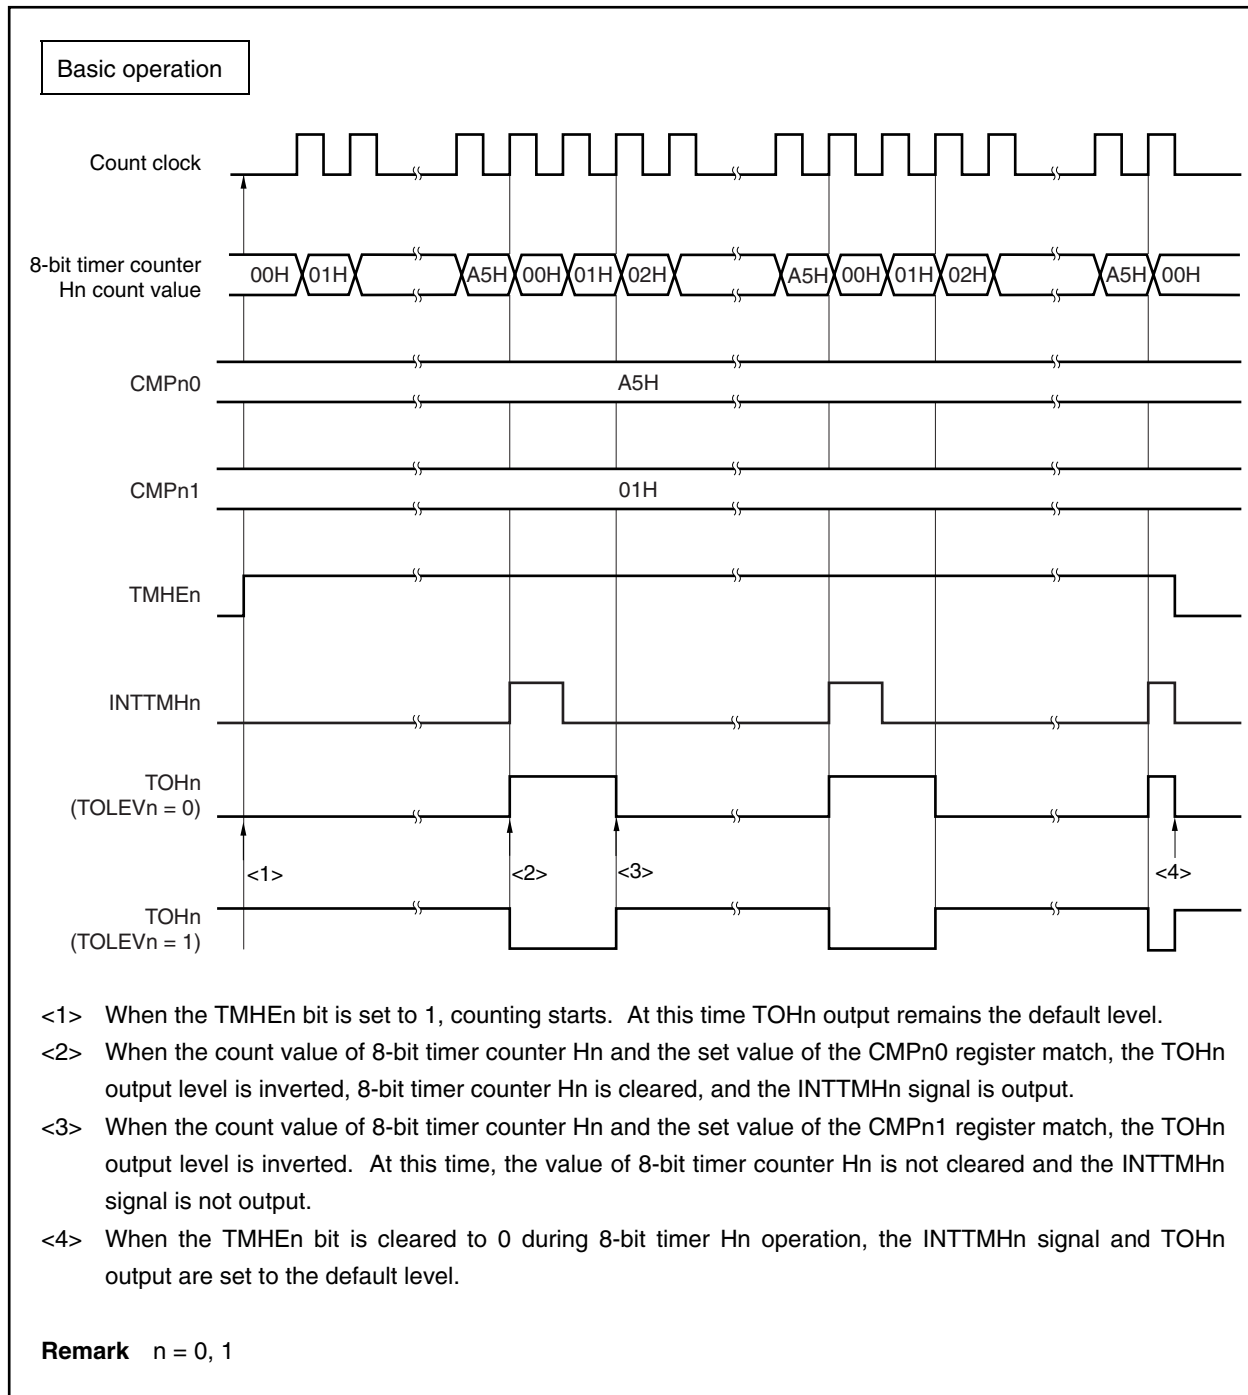 Basic operation
Count clock
8-bit timer counter
Hn count value
00H 01H A5H 00H 01H 02H A5H 00H 01H 02H A5H 00H
CMPn0
A5H
CMPn1
01H
TMHEn
INTTMHn
TOHn
(TOLEVn = 0)
<1> <2> <3> <4>
TOHn
(TOLEVn = 1)
<1> When the TMHEn bit is set to 1, counting starts. At this time TOHn output remains the default level.
<2> When the count value of 8-bit timer counter Hn and the set value of the CMPn0 register match, the TOHn
output level is inverted, 8-bit timer counter Hn is cleared, and the INTTMHn signal is output.
<3> When the count value of 8-bit timer counter Hn and the set value of the CMPn1 register match, the TOHn
output level is inverted. At this time, the value of 8-bit timer counter Hn is not cleared and the INTTMHn
signal is not output.
<4> When the TMHEn bit is cleared to 0 during 8-bit timer Hn operation, the INTTMHn signal and TOHn
output are set to the default level.
Remark n = 0, 1